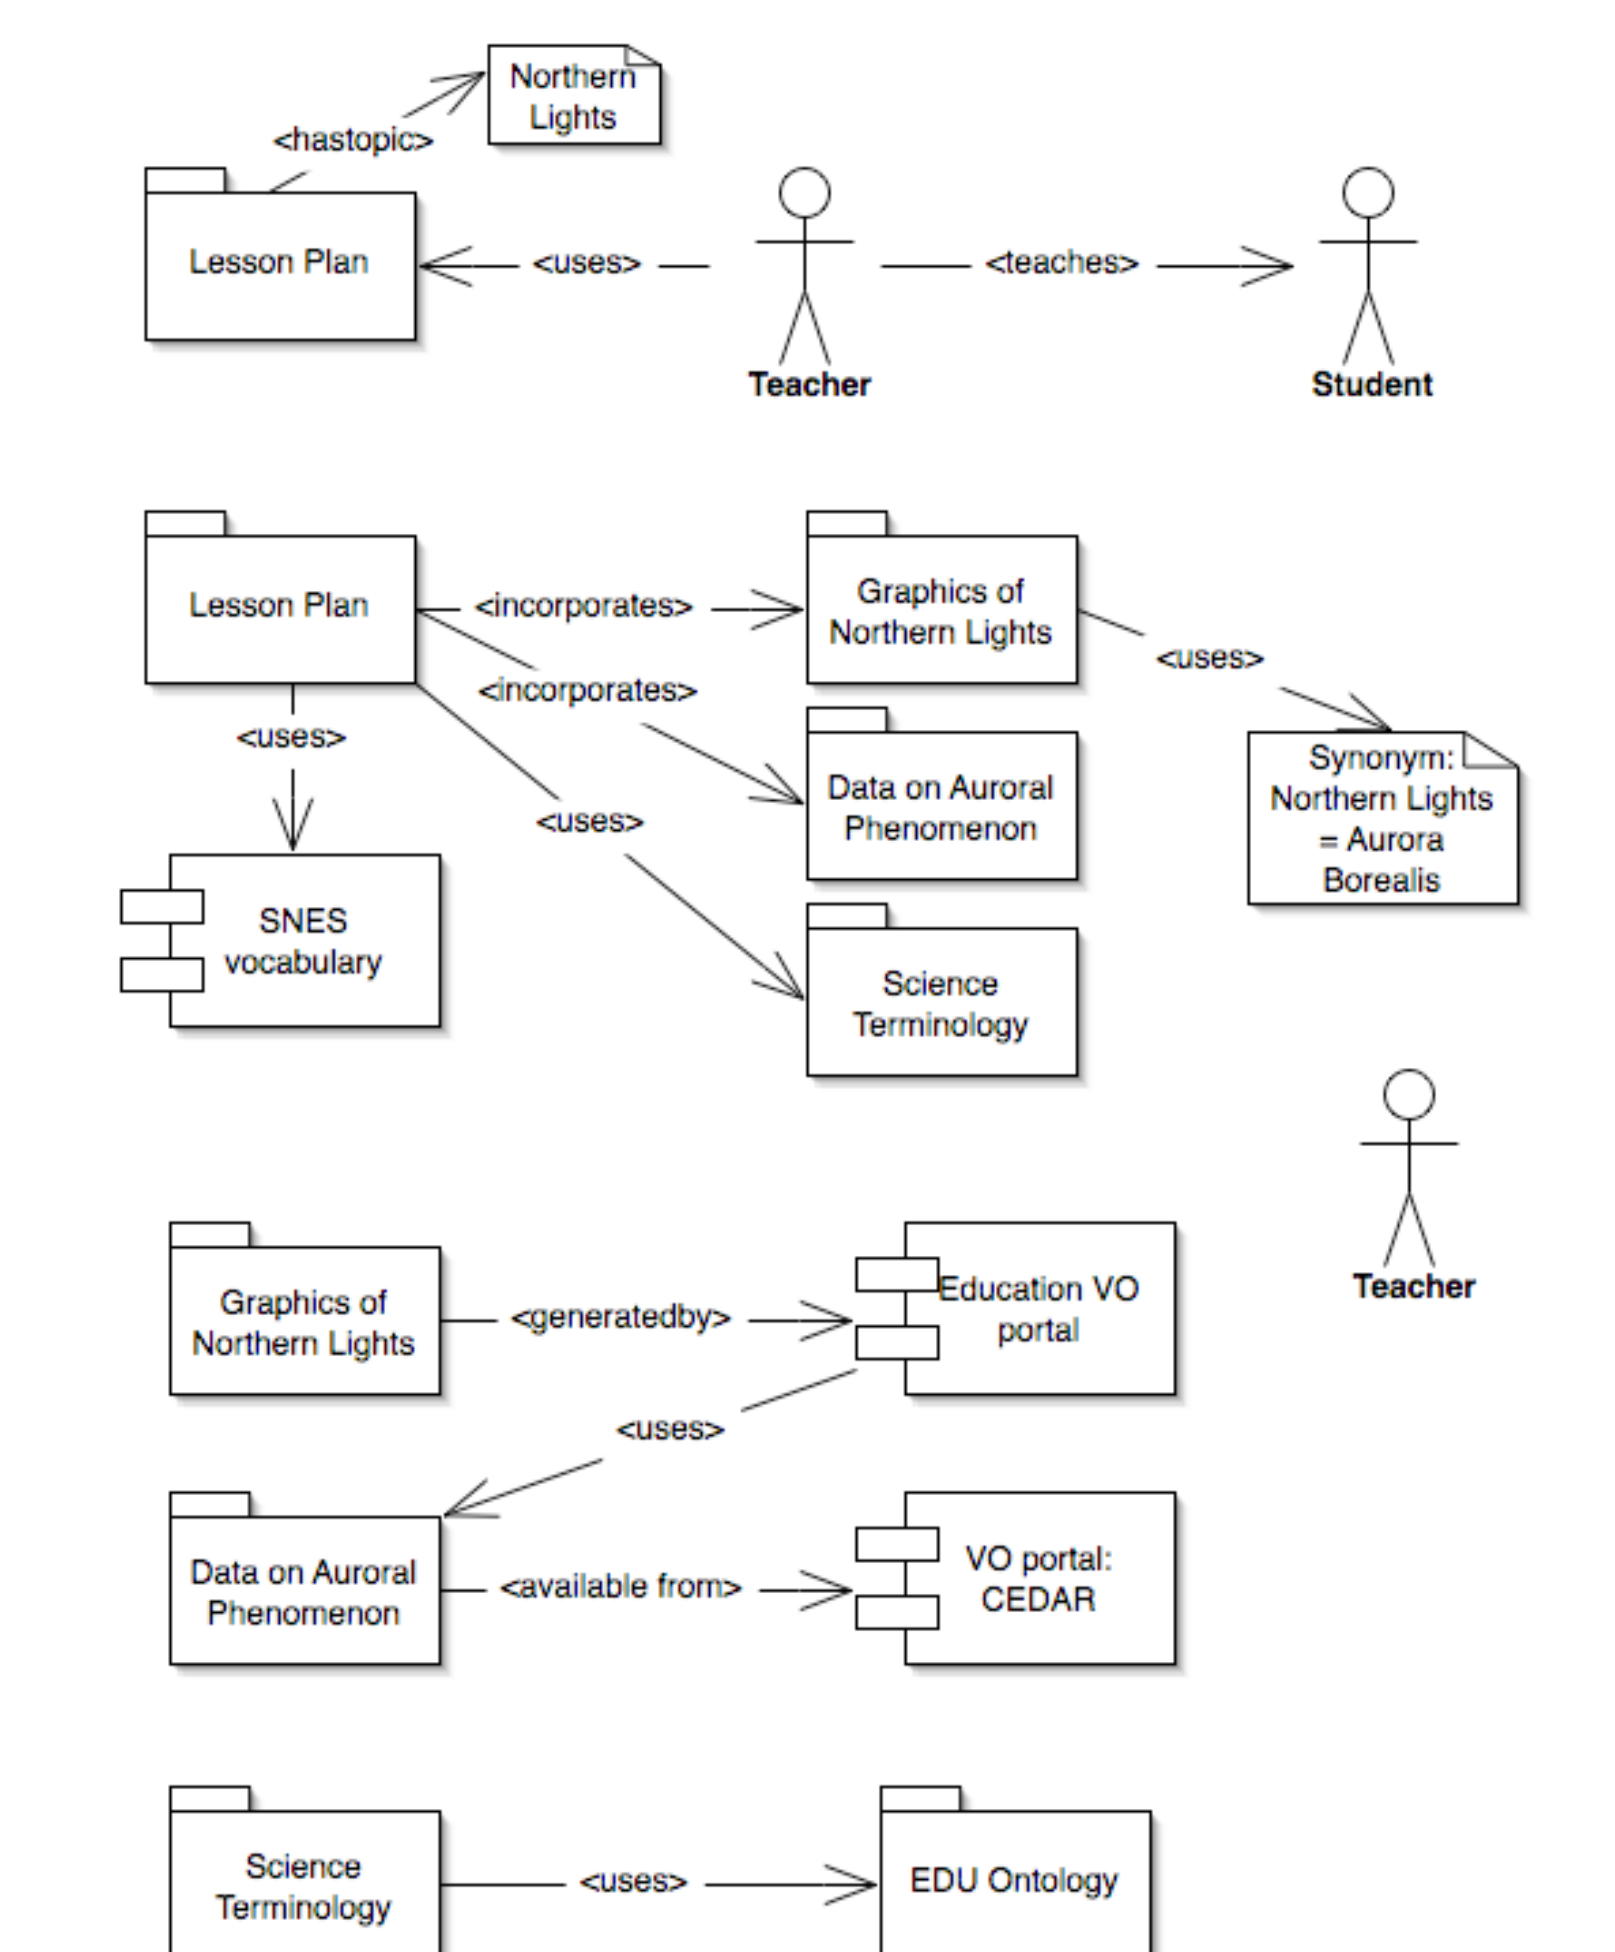 Northern
Lights
<hastopic>
Lesson Plan
<uses>
<teaches>
Teacher
Student
Lesson Plan
<incorporates>
Graphics of
Northern Lights
<uses>
<incorporates>
<uses>
Data on Auroral
Phenomenon
Synonym:
Northern Lights
= Aurora
Borealis
<uses>
SNES
vocabulary
Science
Terminology
Teacher
Graphics of
Northern Lights
<generatedby>
Education VO
portal
<uses>
Data on Auroral
Phenomenon
<available from>
VO portal:
CEDAR
Science
Terminology
<uses>
EDU Ontology